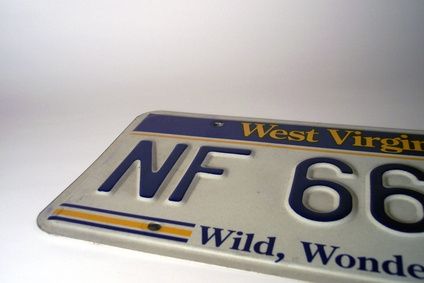 West Virgin
NF 66
Wild, Wonde